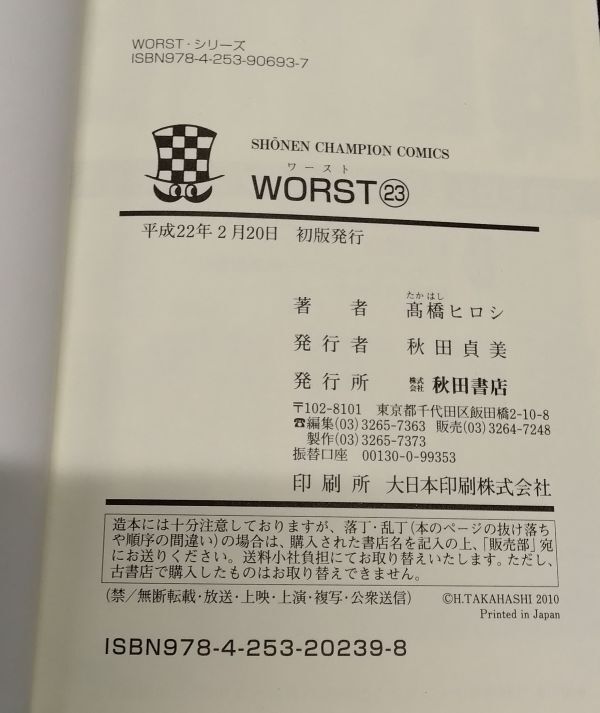 WORST・シリーズ
ISBN978-4-253-90693-7
SHŌNEN CHAMPION COMICS
ワースト
WORST㉓
平成22年2月20日 初版発行
たかはし
著者 髙橋ヒロシ
発行者 秋田貞美
発行所 株式会社 秋田書店
〒102-8101 東京都千代田区飯田橋2-10-8
☎編集(03)3265-7363 販売(03)3264-7248
製作(03)3265-7373
振替口座 00130-0-99353
印刷所 大日本印刷株式会社
造本には十分注意しておりますが、落丁・乱丁(本のページの抜け落ち
や順序の間違い)の場合は、購入された書店名を記入の上、「販売部」宛
にお送りください。送料小社負担にてお取り替えいたします。ただし、
古書店で購入したものはお取り替えできません。
(禁/無断転載・放送・上映・上演・複写・公衆送信)
©H.TAKAHASHI 2010
Printed in Japan
ISBN978-4-253-20239-8